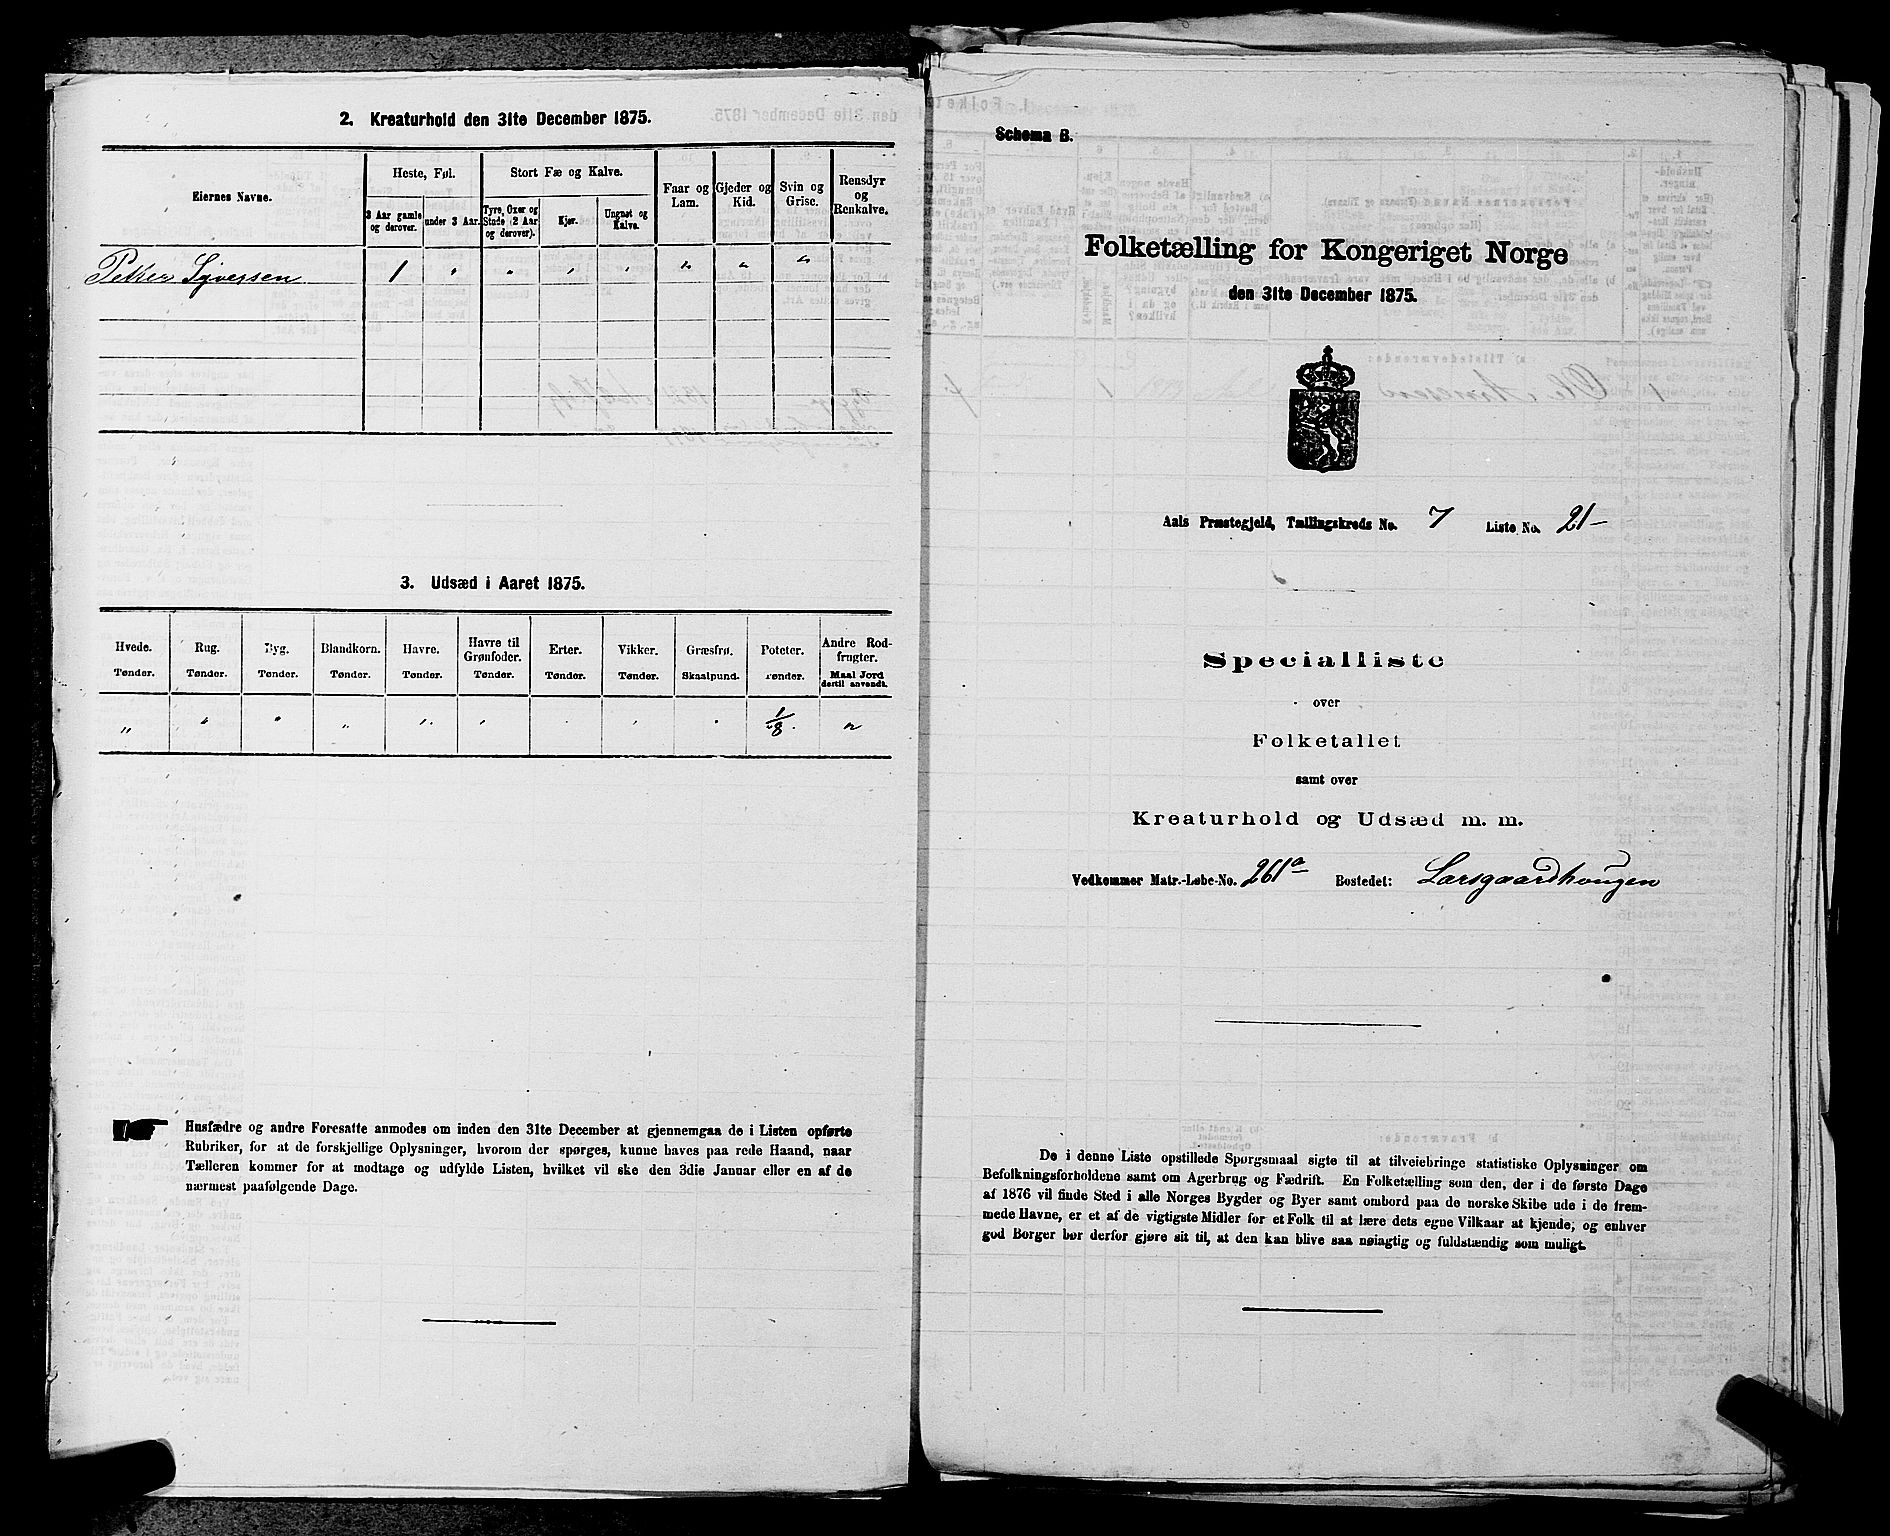 2. Kreaturhold den 31te December 1875.
Eiernes Navne.
Heste, Føl.
Stort Fæ og Kalve.
Faar og Lam.
Gjeder og Kid.
Svin og Grise.
Rensdyr og Renkalve.
3 Aar gamle og derover.
under 3 Aar.
Tyre, Oxer og Stude (2 Aar og derover).
Kjør.
Ungnøt og Kalve.
Petter Syversen 1 " " " " " " "
3. Udsæd i Aaret 1875.
Hvede. Rug. Byg. Blandkorn. Havre. Havre til Grønfoder. Erter. Vikker. Græsfrø. Poteter. Andre Rodfrugter.
Tønder. Tønder. Tønder. Tønder. Tønder. Tønder. Tønder. Tønder. Skaalpund. Tønder. Maal Jord dertil anvendt.
" " " " " " " " " 1/8. "
Husfædre og andre Foresatte anmodes om inden den 31te December at gjennemgaa de i Listen opførte
Rubriker, for at de forskjellige Oplysninger, hvorom der spørges, kunne haves paa rede Haand, naar
Tælleren kommer for at modtage og udfylde Listen, hvilket vil ske den 3die Januar eller en af de
nærmest paafølgende Dage.
Schema B.
Folketælling for Kongeriget Norge
den 31te December 1875.
Aals Præstegjeld, Tællingskreds No. 7 Liste No. 21-
Specialliste
over
Folketallet
samt over
Kreaturhold og Udsæd m. m.
Vedkommer Matr.-Løbe-No. 261a Bostedet: Larsgaardhougen
De i denne Liste opstillede Spørgsmaal sigte til at tilveiebringe statistiske Oplysninger om
Befolkningsforholdene samt om Agerbrug og Fædrift. En Folketælling som den, der i de første Dage
af 1876 vil finde Sted i alle Norges Bygder og Byer samt ombord paa de norske Skibe ude i de frem-
mede Havne, er et af de vigtigste Midler for et Folk til at lære dets egne Vilkaar at kjende, og enhver
god Borger bør derfor gjøre sit til, at den kan blive saa nøiagtig og fuldstændig som muligt.